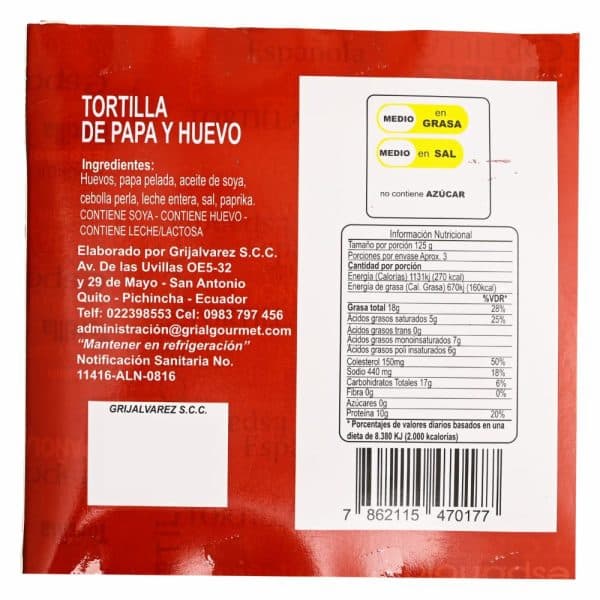 TORTILLA
DE PAPA Y HUEVO
Ingredientes:
Huevos, papa pelada, aceite de soya,
cebolla perla, leche entera, sal, paprika.
CONTIENE SOYA - CONTIENE HUEVO -
CONTIENE LECHE/LACTOSA
Elaborado por Grijalvarez S.C.C.
Av. De las Uvillas OE5-32
y 29 de Mayo - San Antonio
Quito - Pichincha - Ecuador
Telf: 022398553 Cel: 0983 797 456
administración@grialgourmet.com
"Mantener en refrigeración"
Notificación Sanitaria No.
11416-ALN-0816
GRIJALVAREZ S.C.C.
MEDIO en GRASA
MEDIO en SAL
no contiene AZÚCAR
Información Nutricional
Tamaño por porción 125 g
Porciones por envase Aprox. 3
Cantidad por porción
Energía (Calorías) 1131kj (270 kcal)
Energía de grasa (Cal. Grasa) 670kj (160kcal)
%VDR*
Grasa total 18g 28%
Ácidos grasos saturados 5g 25%
Ácidos grasos trans 0g
Ácidos grasos monoinsaturados 7g
Ácidos grasos poli insaturados 6g
Colesterol 150mg 50%
Sodio 440 mg 18%
Carbohidratos Totales 17g 6%
Fibra 0g 0%
Azúcares 0g
Proteína 10g 20%
* Porcentajes de valores diarios basados en una
dieta de 8.380 KJ (2.000 kcalorías)
7 862115 470177